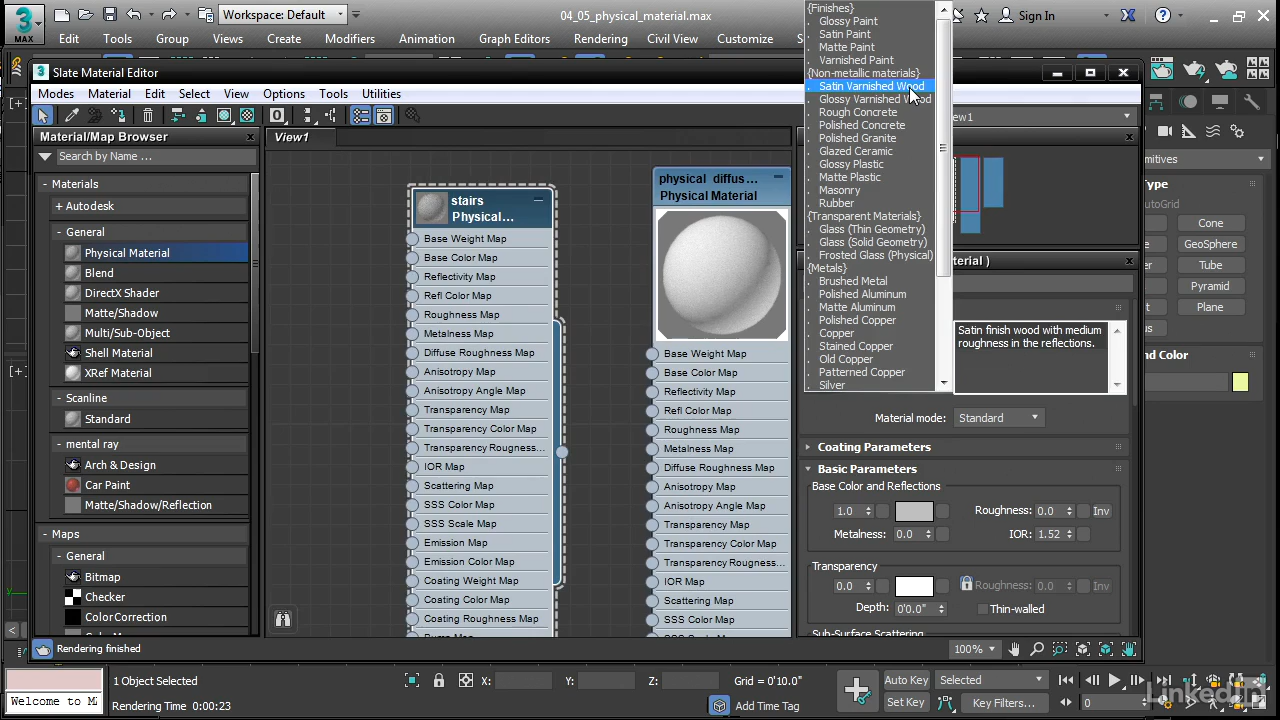 3
MAX
Workspace: Default
04_05_physical_material.max
Sign In
Edit Tools Group Views Create Modifiers Animation Graph Editors Rendering Civil View Customize
3 Slate Material Editor
Modes Material Edit Select View Options Tools Utilities
Material/Map Browser
Search by Name ...
- Materials
+ Autodesk
- General
Physical Material
Blend
DirectX Shader
Matte/Shadow
Multi/Sub-Object
Shell Material
XRef Material
- Scanline
Standard
- mental ray
Arch & Design
Car Paint
Matte/Shadow/Reflection
- Maps
- General
Bitmap
Checker
ColorCorrection
Rendering finished
View1
stairs
Physical...
Base Weight Map
Base Color Map
Reflectivity Map
Refl Color Map
Roughness Map
Metalness Map
Diffuse Roughness Map
Anisotropy Map
Anisotropy Angle Map
Transparency Map
Transparency Color Map
Transparency Rougness...
IOR Map
Scattering Map
SSS Color Map
SSS Scale Map
Emission Map
Emission Color Map
Coating Weight Map
Coating Color Map
Coating Roughness Map
Bump Map
physical_diffus...
Physical Material
Base Weight Map
Base Color Map
Reflectivity Map
Refl Color Map
Roughness Map
Metalness Map
Diffuse Roughness Map
Anisotropy Map
Anisotropy Angle Map
Transparency Map
Transparency Color Map
Transparency Rougness...
IOR Map
Scattering Map
SSS Color Map
SSS Scale Map
{Finishes}
. Glossy Paint
. Satin Paint
. Matte Paint
. Varnished Paint
{Non-metallic materials}
. Satin Varnished Wood
. Glossy Varnished Wood
. Rough Concrete
. Polished Concrete
. Polished Granite
. Glazed Ceramic
. Glossy Plastic
. Matte Plastic
. Masonry
. Rubber
{Transparent Materials}
. Glass (Thin Geometry)
. Glass (Solid Geometry)
. Frosted Glass (Physical)
{Metals}
. Brushed Metal
. Polished Aluminum
. Matte Aluminum
. Polished Copper
. Copper
. Stained Copper
. Old Copper
. Patterned Copper
. Silver
Satin finish wood with medium
roughness in the reflections.
Material mode: Standard
Coating Parameters
Basic Parameters
Base Color and Reflections
1.0 Roughness: 0.0 Inv
Metalness: 0.0 IOR: 1.52
Transparency
0.0 Roughness: 0.0 Inv
Depth: 0'0.0" Thin-walled
Sub-Surface Scattering
100%
AutoGrid
Cone
GeoSphere
Tube
Pyramid
Plane
1 Object Selected
X: Y: Z:
Grid = 0'10.0"
Auto Key Selected
Rendering Time 0:00:23
Add Time Tag
Set Key Key Filters...
0
LinkedIn